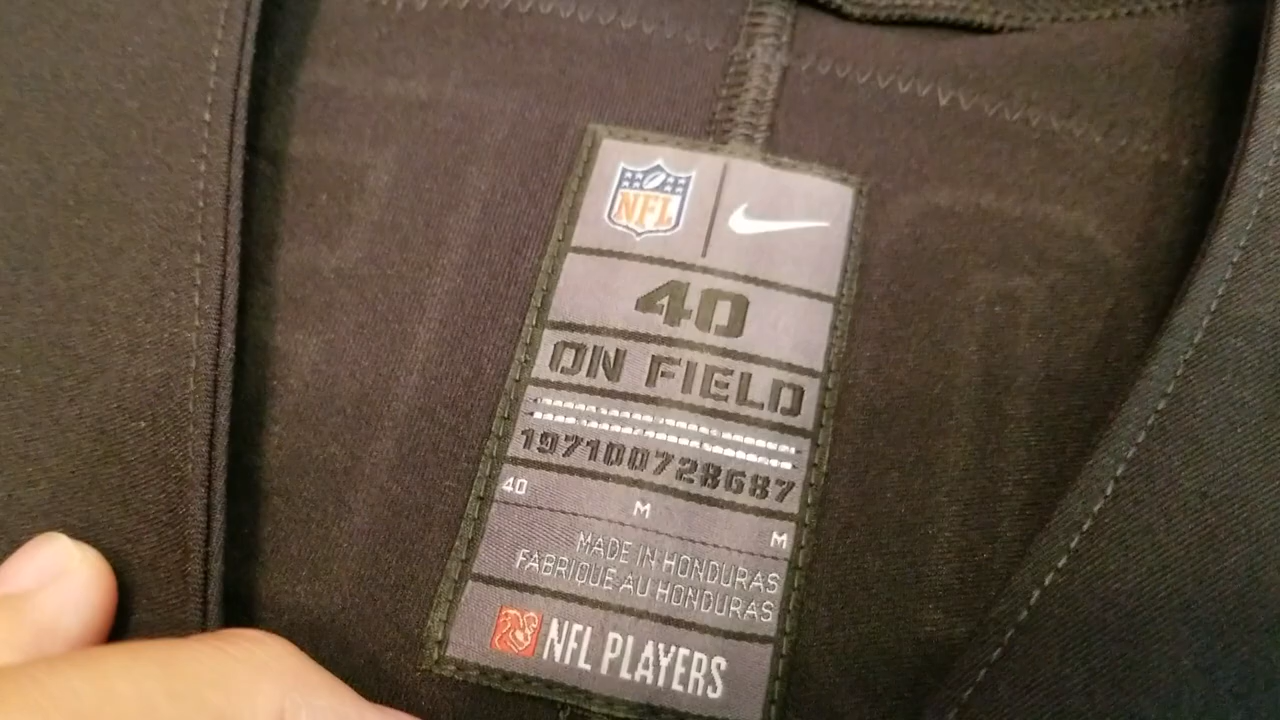 NFL
40
ON FIELD
197100728687
40 M M
MADE IN HONDURAS
FABRIQUE AU HONDURAS
NFL PLAYERS